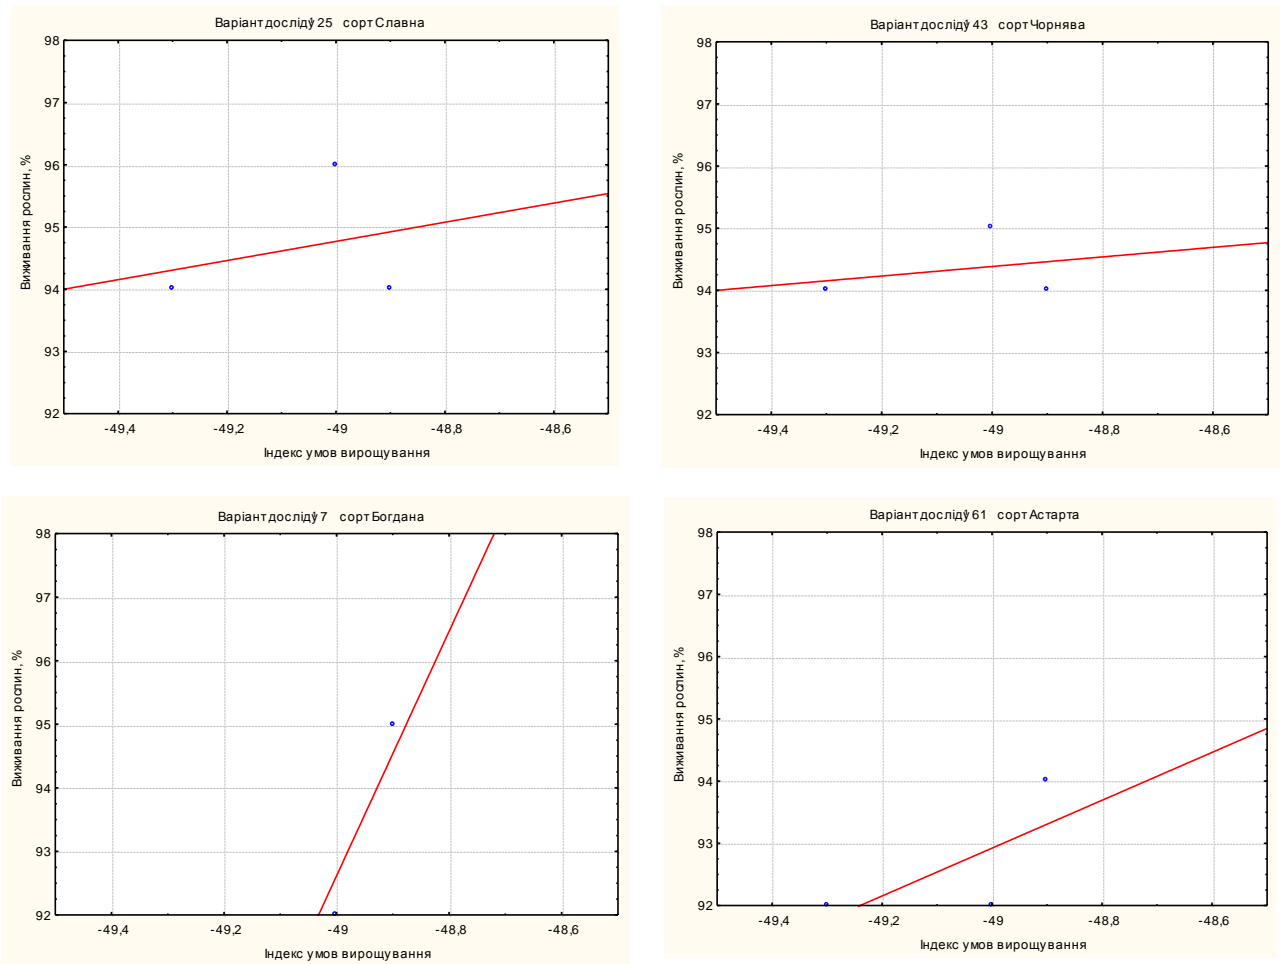 Варіант досліду 25 сорт Славна
98
97
96
95
94
93
92
Виживання рослин, %
-49,4 -49,2 -49 -48,8 -48,6
Індекс умов вирощування
Варіант досліду 43 сорт Чорнява
98
97
96
95
94
93
92
Виживання рослин, %
-49,4 -49,2 -49 -48,8 -48,6
Індекс умов вирощування
Варіант досліду 7 сорт Богдана
98
97
96
95
94
93
92
Виживання рослин, %
-49,4 -49,2 -49 -48,8 -48,6
Індекс умов вирощування
Варіант досліду 61 сорт Астарта
98
97
96
95
94
93
92
Виживання рослин, %
-49,4 -49,2 -49 -48,8 -48,6
Індекс умов вирощування